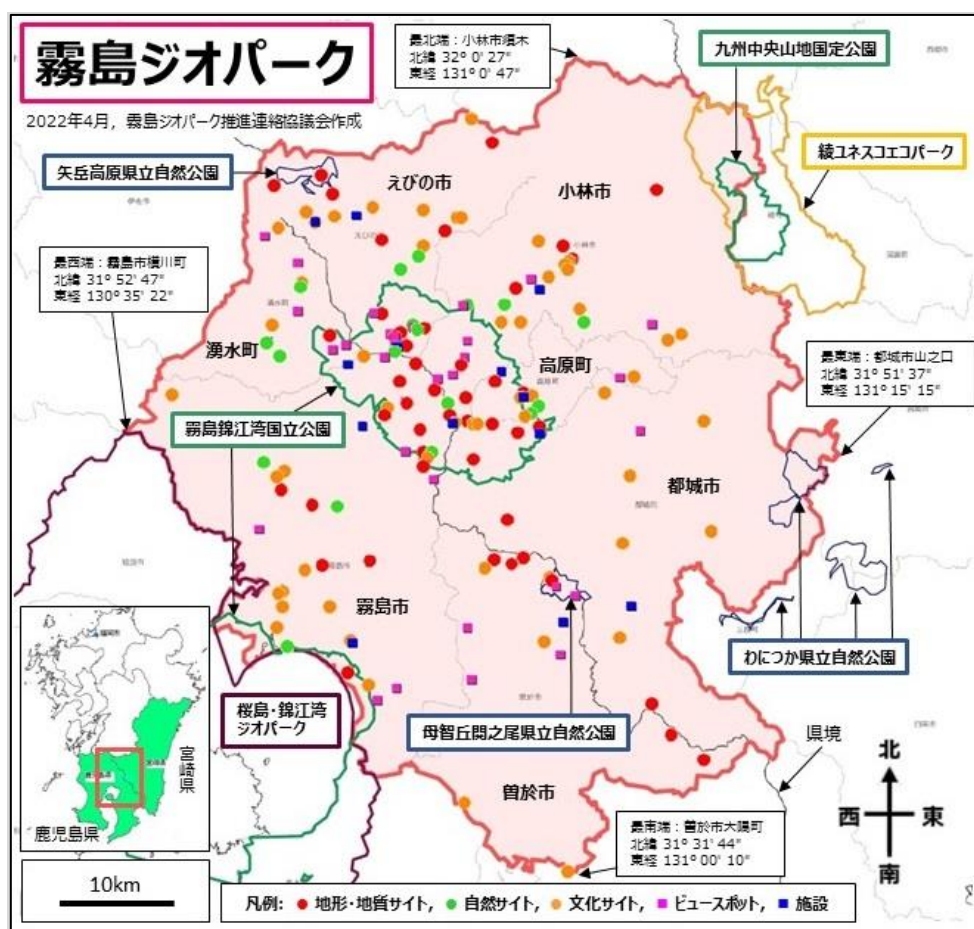 霧島ジオパーク
2022年4月，霧島ジオパーク推進連絡協議会作成
最北端：小林市須木
北緯 32° 0' 27"
東経 131° 0' 47"
九州中央山地国定公園
綾ユネスコエコパーク
矢岳高原県立自然公園
えびの市
小林市
最西端：霧島市横川町
北緯 31° 52' 47"
東経 130° 35' 22"
湧水町
高原町
最東端：都城市山之口
北緯 31° 51' 37"
東経 131° 15' 15"
霧島錦江湾国立公園
都城市
霧島市
わにつか県立自然公園
桜島・錦江湾
ジオパーク
母智丘関之尾県立自然公園
県境
曽於市
最南端：曽於市大隅町
北緯 31° 31' 44"
東経 131° 00' 10"
北
西
東
南
宮崎県
鹿児島県
10km
凡例: 地形・地質サイト, 自然サイト, 文化サイト, ビュースポット, 施設